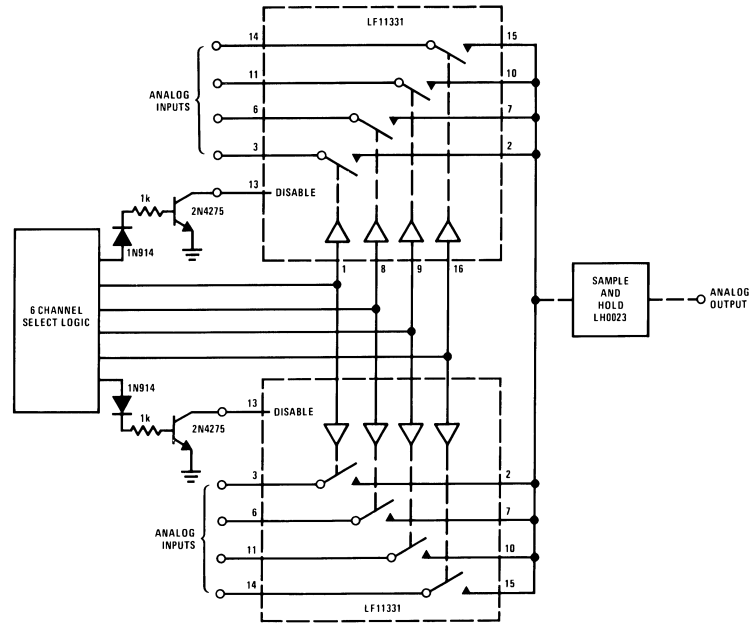 LF11331
14
15
11
10
ANALOG
INPUTS
6
7
3
2
13
DISABLE
1k
2N4275
1N914
1
8
9
16
6 CHANNEL
SELECT LOGIC
SAMPLE
AND
HOLD
LH0023
ANALOG
OUTPUT
1N914
13
DISABLE
1k
2N4275
3
2
6
7
ANALOG
INPUTS
11
10
14
15
LF11331